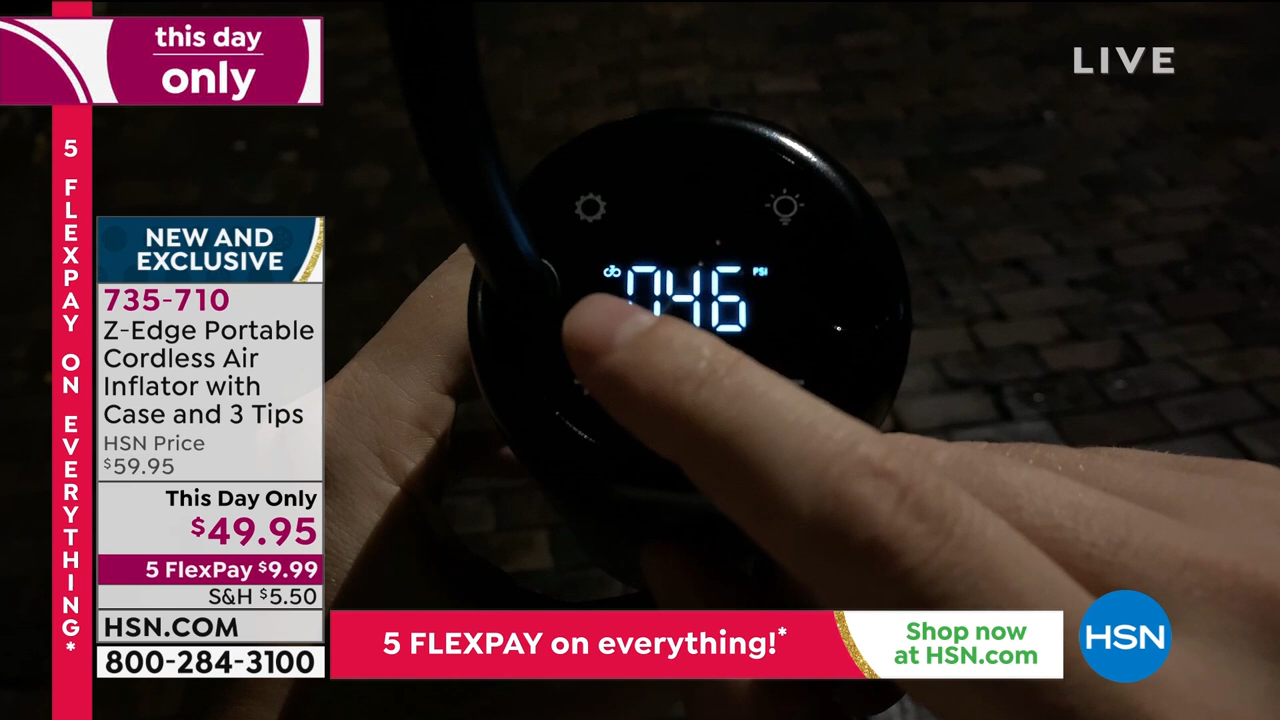 this day
only
LIVE
5 FLEXPAY ON EVERYTHING*
NEW AND
EXCLUSIVE
735-710
Z-Edge Portable
Cordless Air
Inflator with
Case and 3 Tips
HSN Price
$59.95
This Day Only
$49.95
5 FlexPay $9.99
S&H $5.50
HSN.COM
800-284-3100
046
PSI
5 FLEXPAY on everything!*
Shop now
at HSN.com
HSN